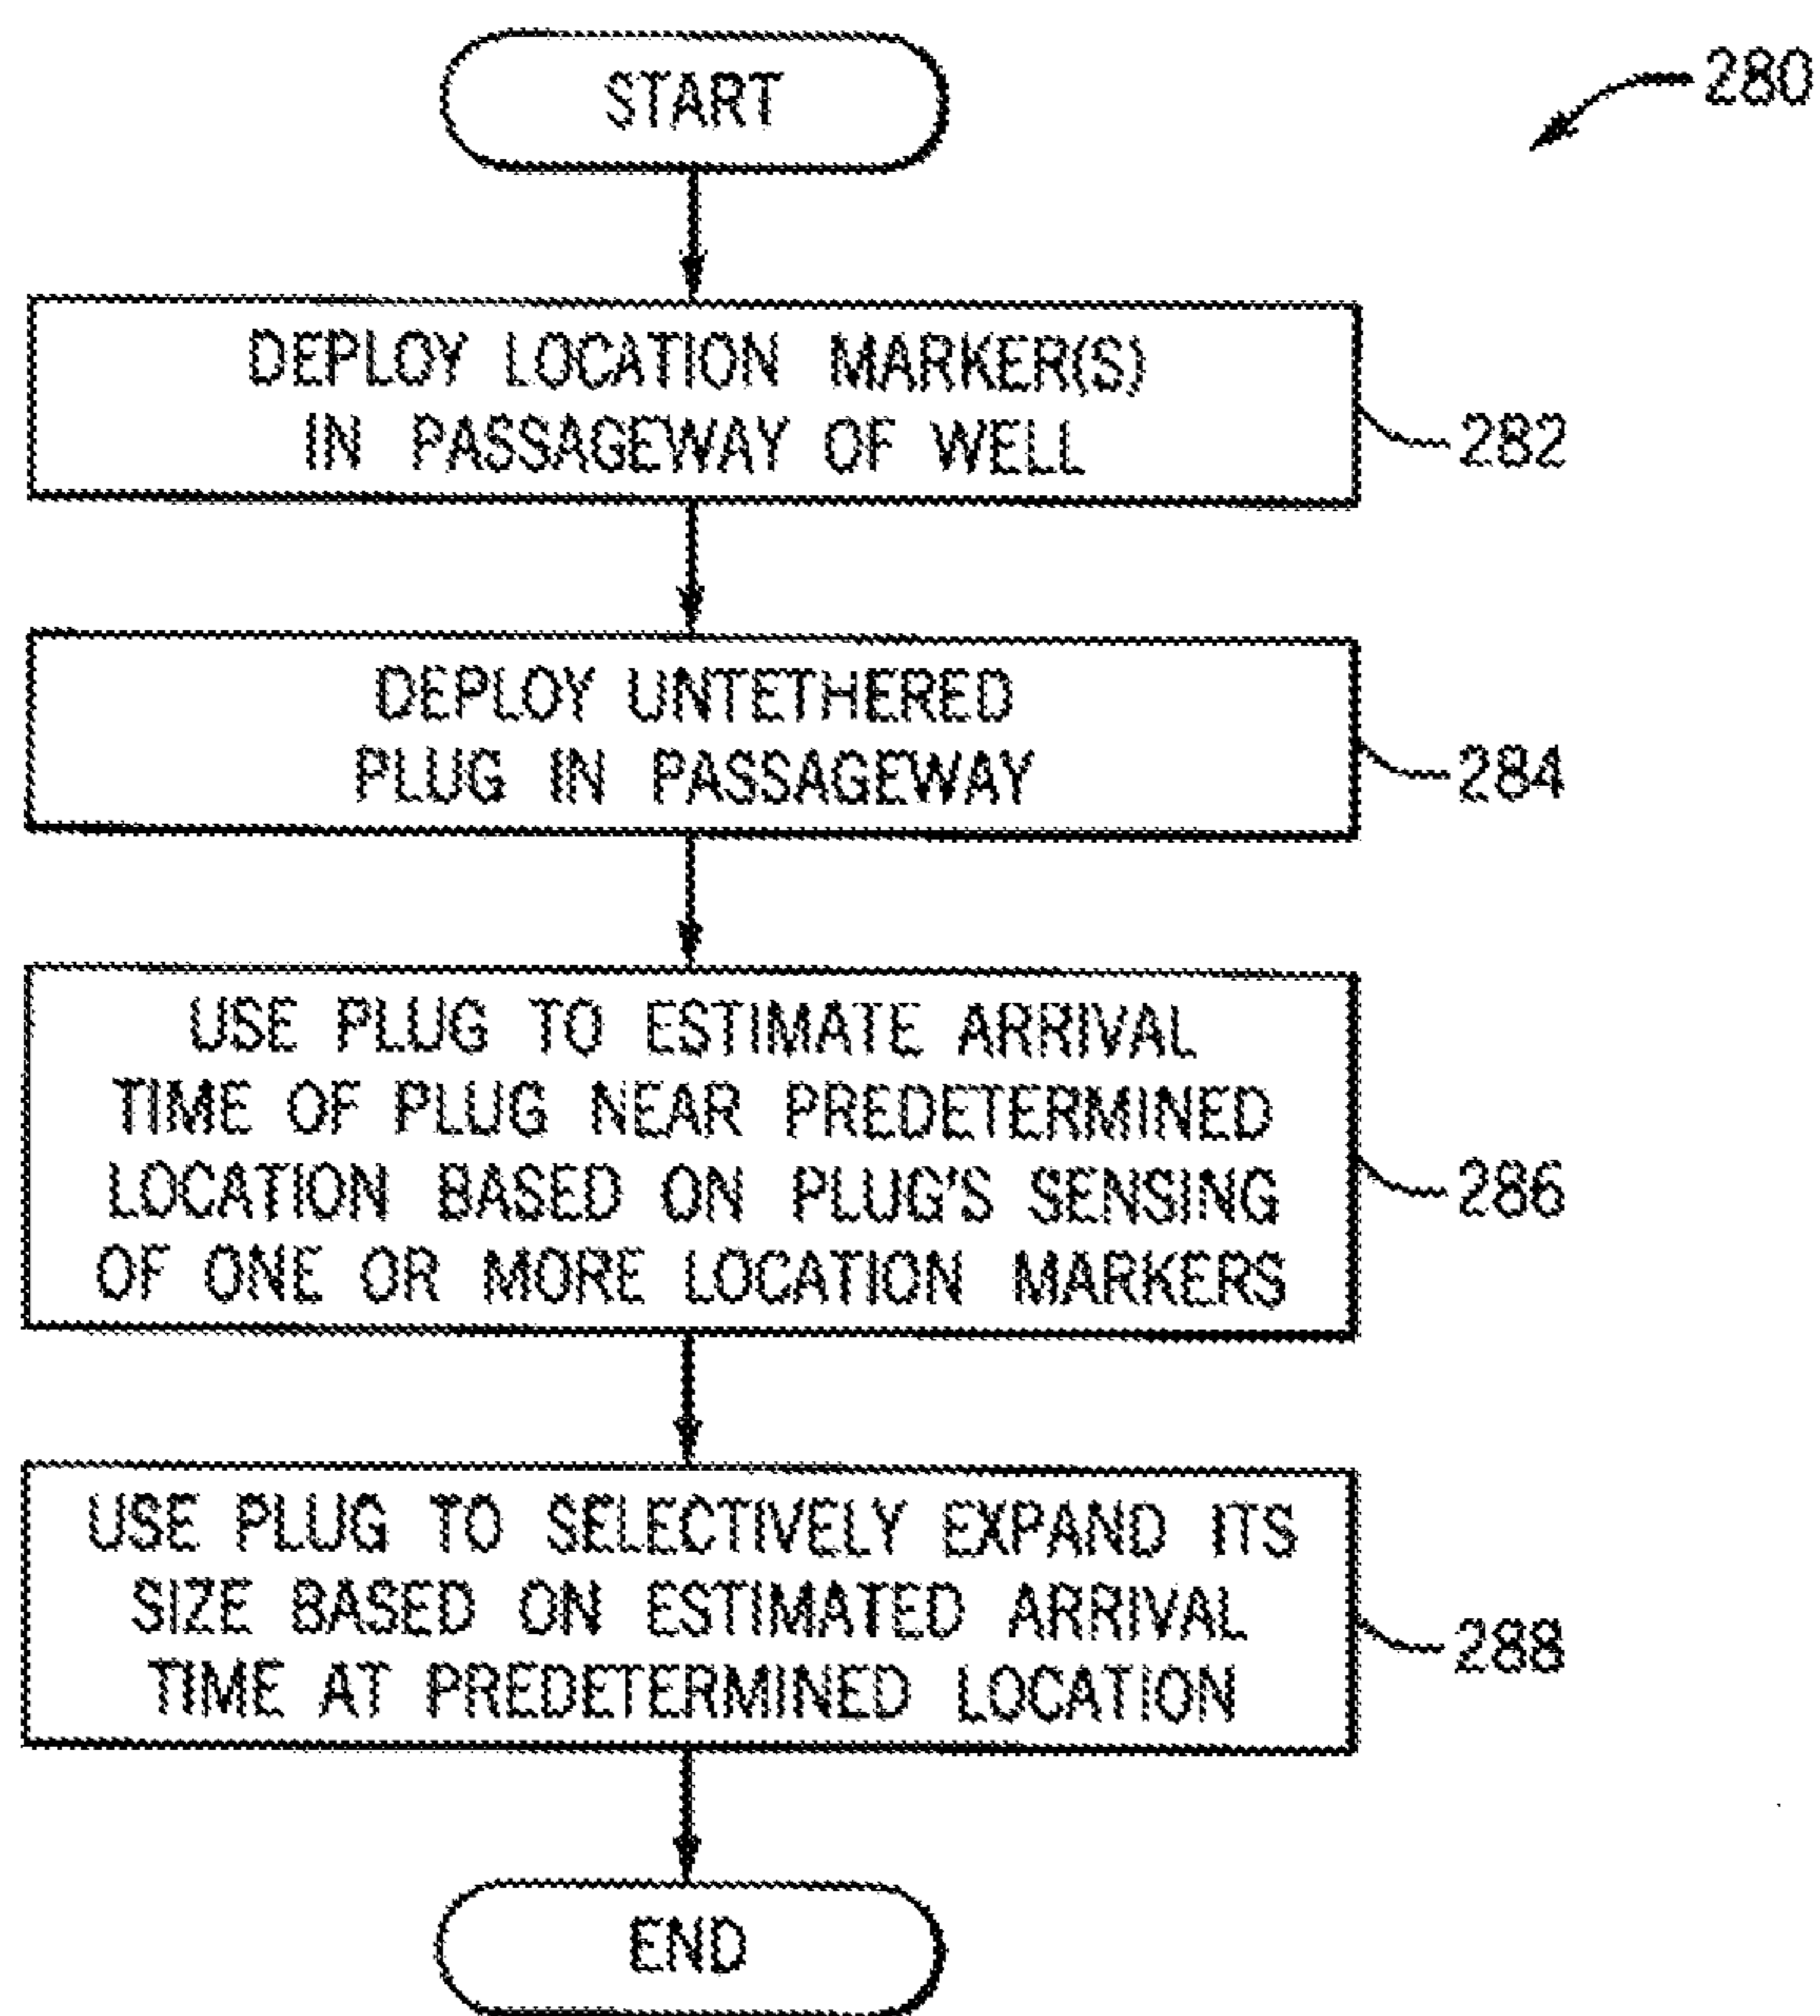 START
280
DEPLOY LOCATION MARKER(S)
IN PASSAGEWAY OF WELL
282
DEPLOY UNTETHERED
PLUG IN PASSAGEWAY
284
USE PLUG TO ESTIMATE ARRIVAL
TIME OF PLUG NEAR PREDETERMINED
LOCATION BASED ON PLUG'S SENSING
OF ONE OR MORE LOCATION MARKERS
286
USE PLUG TO SELECTIVELY EXPAND ITS
SIZE BASED ON ESTIMATED ARRIVAL
TIME AT PREDETERMINED LOCATION
288
END